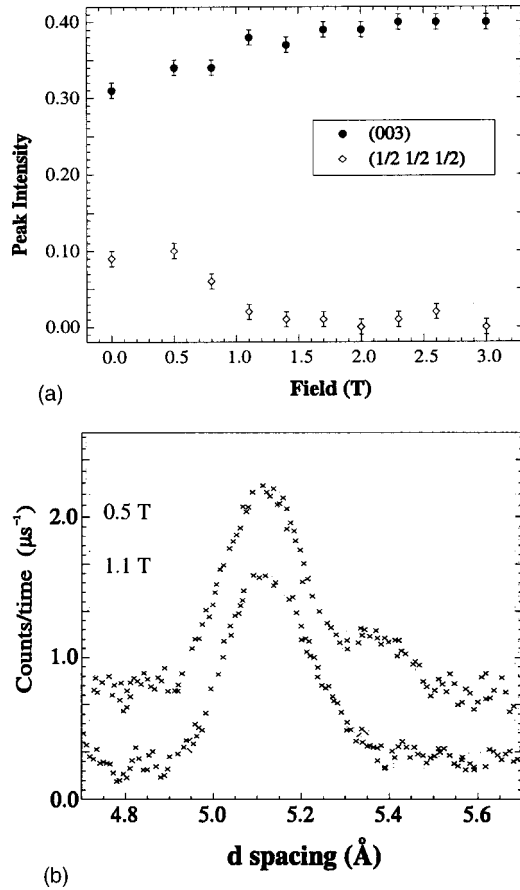 0.40
0.30
0.20
0.10
0.00
Peak Intensity
(003)
(1/2 1/2 1/2)
0.0 0.5 1.0 1.5 2.0 2.5 3.0
Field (T)
(a)
2.0
1.0
0.0
Counts/time (μs⁻¹)
0.5 T
1.1 T
4.8 5.0 5.2 5.4 5.6
d spacing (Å)
(b)